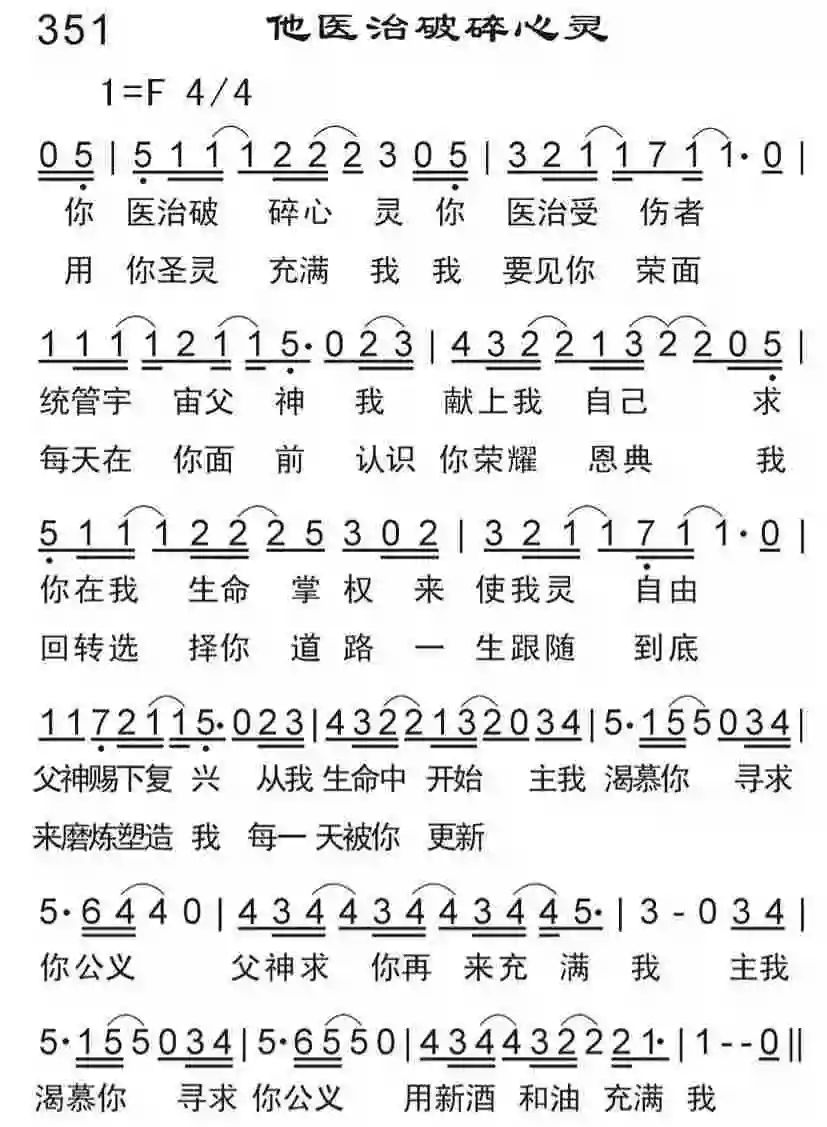 351 他医治破碎心灵
1=F 4/4
0 5 | 5 1 1 1 2 2 2 3 0 5 | 3 2 1 1 7 1 1· 0 |
你 医治破 碎心 灵 你 医治受 伤者
用 你圣灵 充满 我 我 要见你 荣面
1 1 1 1 2 1 1 5· 0 2 3 | 4 3 2 2 1 3 2 2 0 5 |
统管宇 宙父 神 我 献上我 自己 求
每天在 你面 前 认识 你荣耀 恩典 我
5 1 1 1 2 2 2 5 3 0 2 | 3 2 1 1 7 1 1· 0 |
你在我 生命 掌 权 来 使我灵 自由
回转选 择你 道 路 一 生跟随 到底
1 1 7 2 1 1 5· 0 2 3 | 4 3 2 2 1 3 2 0 3 4 | 5· 1 5 5 0 3 4 |
父神赐下复 兴 从我 生命中 开始 主我 渴慕你 寻求
来磨炼塑造 我 每一 天被你 更新
5· 6 4 4 0 | 4 3 4 4 3 4 4 3 4 4 5· | 3 - 0 3 4 |
你公义 父神求 你再 来充 满 我 主我
5· 1 5 5 0 3 4 | 5· 6 5 5 0 | 4 3 4 4 3 2 2 2 1· | 1 - - 0 ||
渴慕你 寻求 你公义 用新酒 和油 充满 我